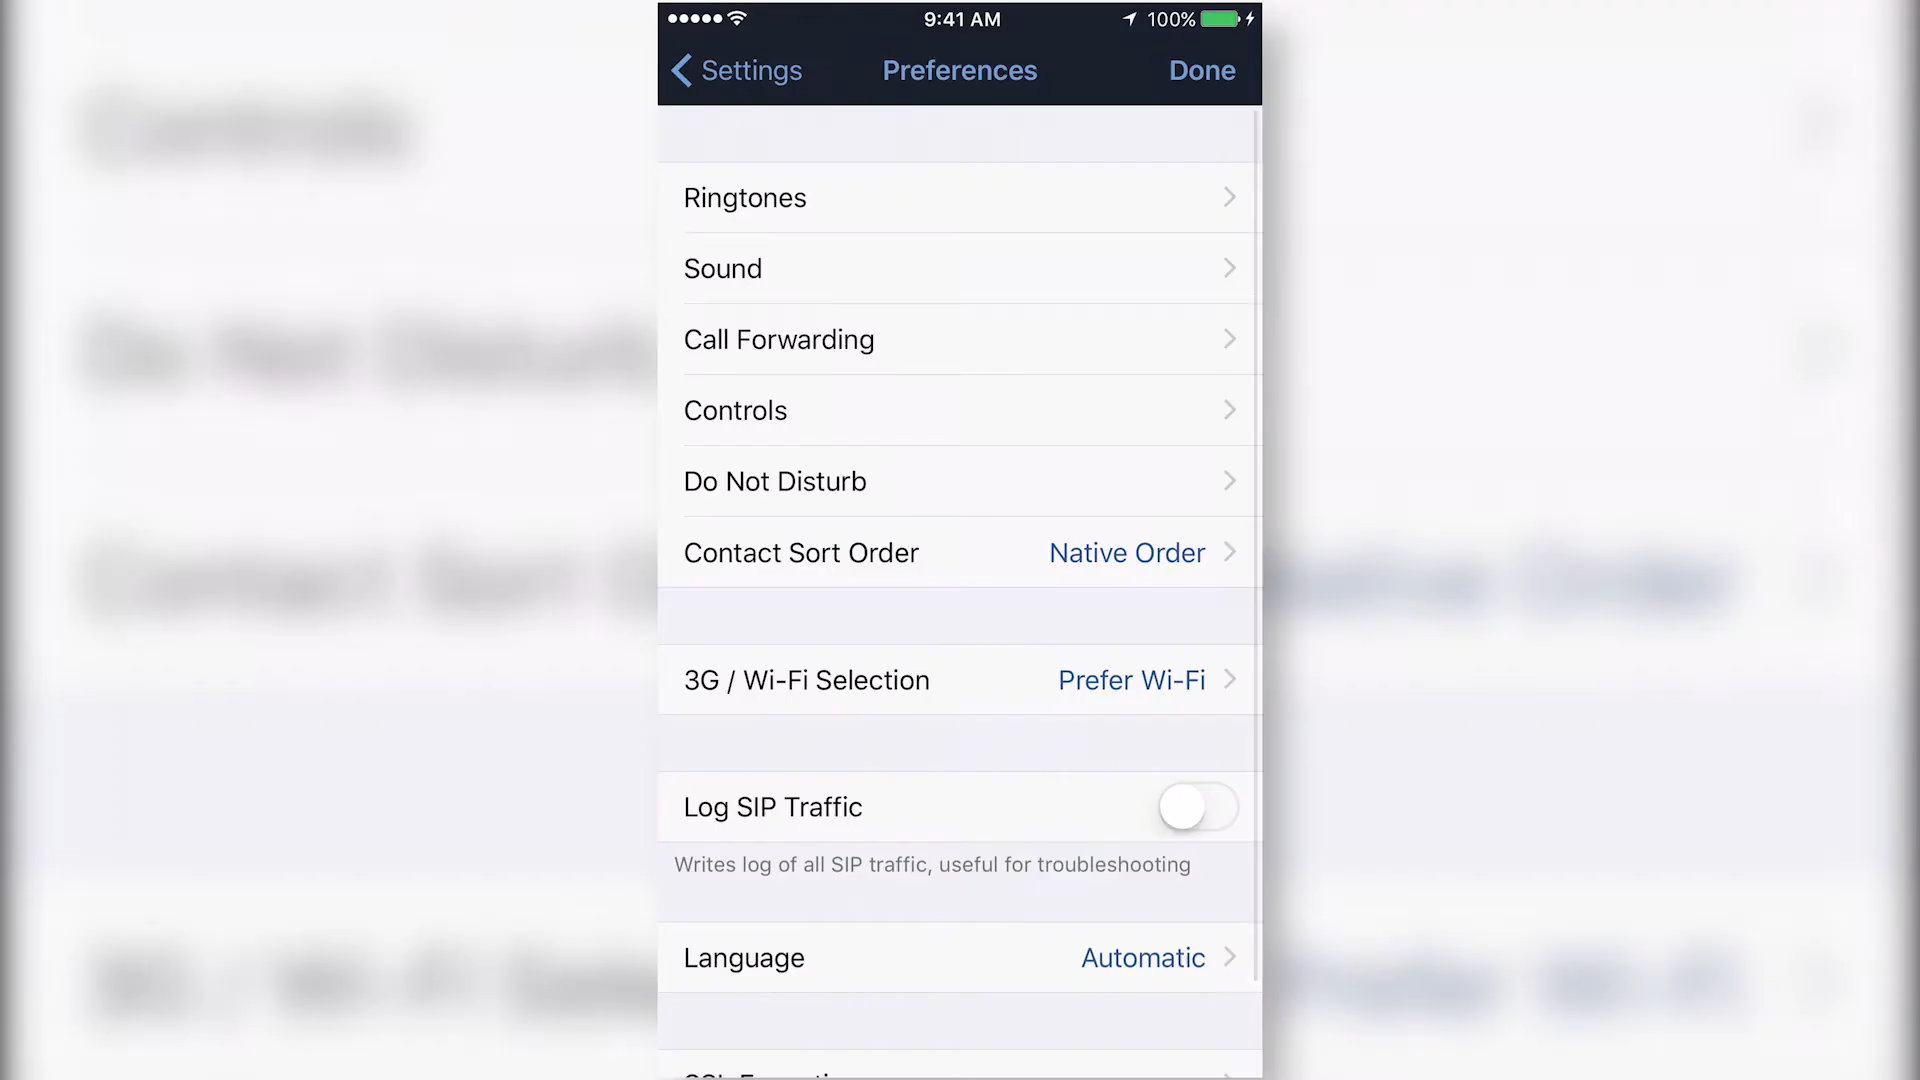 9:41 AM 100%
Settings Preferences Done
Ringtones
Sound
Call Forwarding
Controls
Do Not Disturb
Contact Sort Order Native Order
3G / Wi-Fi Selection Prefer Wi-Fi
Log SIP Traffic
Writes log of all SIP traffic, useful for troubleshooting
Language Automatic